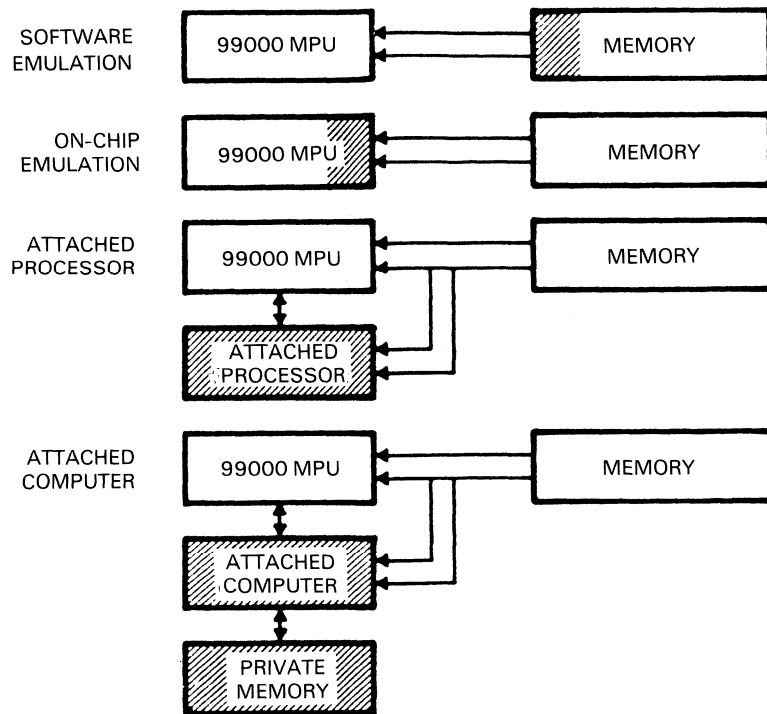 SOFTWARE
EMULATION
99000 MPU
MEMORY
ON-CHIP
EMULATION
99000 MPU
MEMORY
ATTACHED
PROCESSOR
99000 MPU
MEMORY
ATTACHED
PROCESSOR
ATTACHED
COMPUTER
99000 MPU
MEMORY
ATTACHED
COMPUTER
PRIVATE
MEMORY